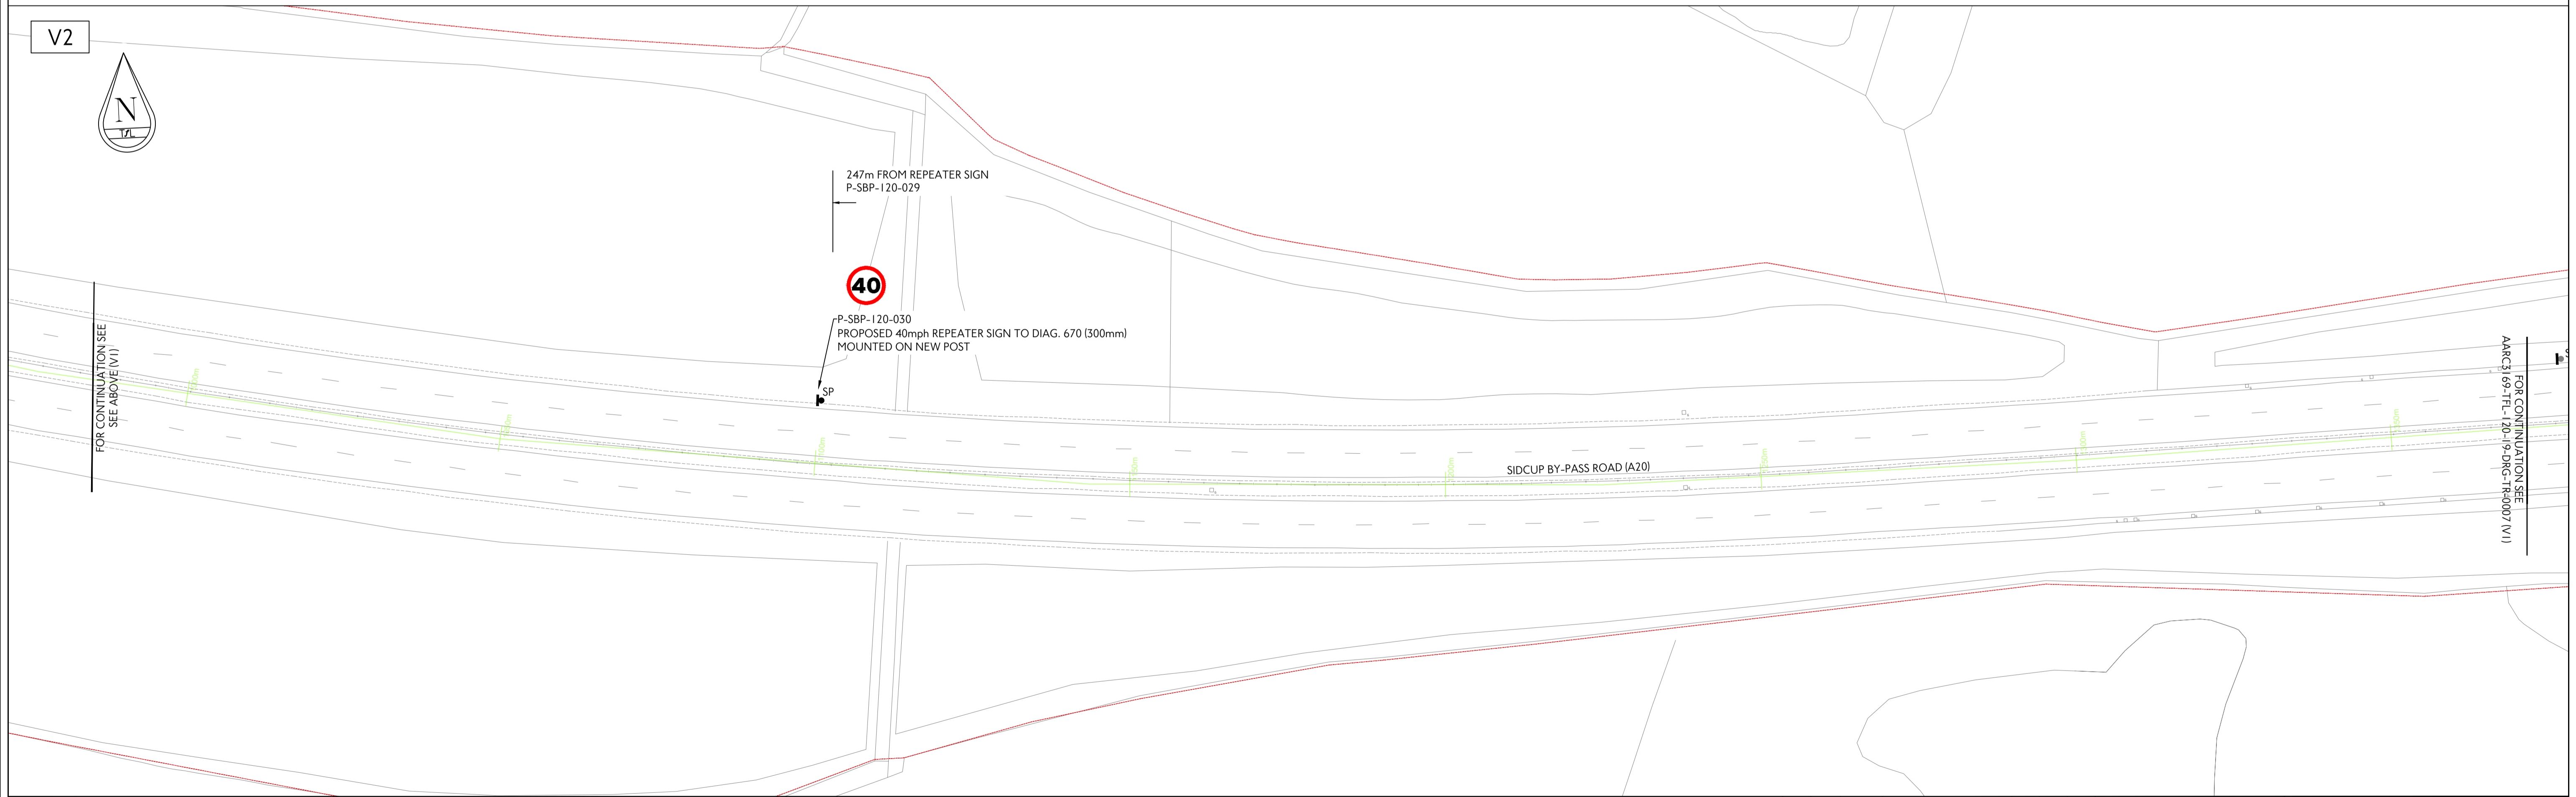 V2
N
TfL
247m FROM REPEATER SIGN
P-SBP-120-029
40
P-SBP-120-030
PROPOSED 40mph REPEATER SIGN TO DIAG. 670 (300mm)
MOUNTED ON NEW POST
SP
FOR CONTINUATION SEE
SEE ABOVE (V1)
SIDCUP BY-PASS ROAD (A20)
FOR CONTINUATION SEE
AARC3169-TFL-120-19-DRG-TR-0007 (V1)